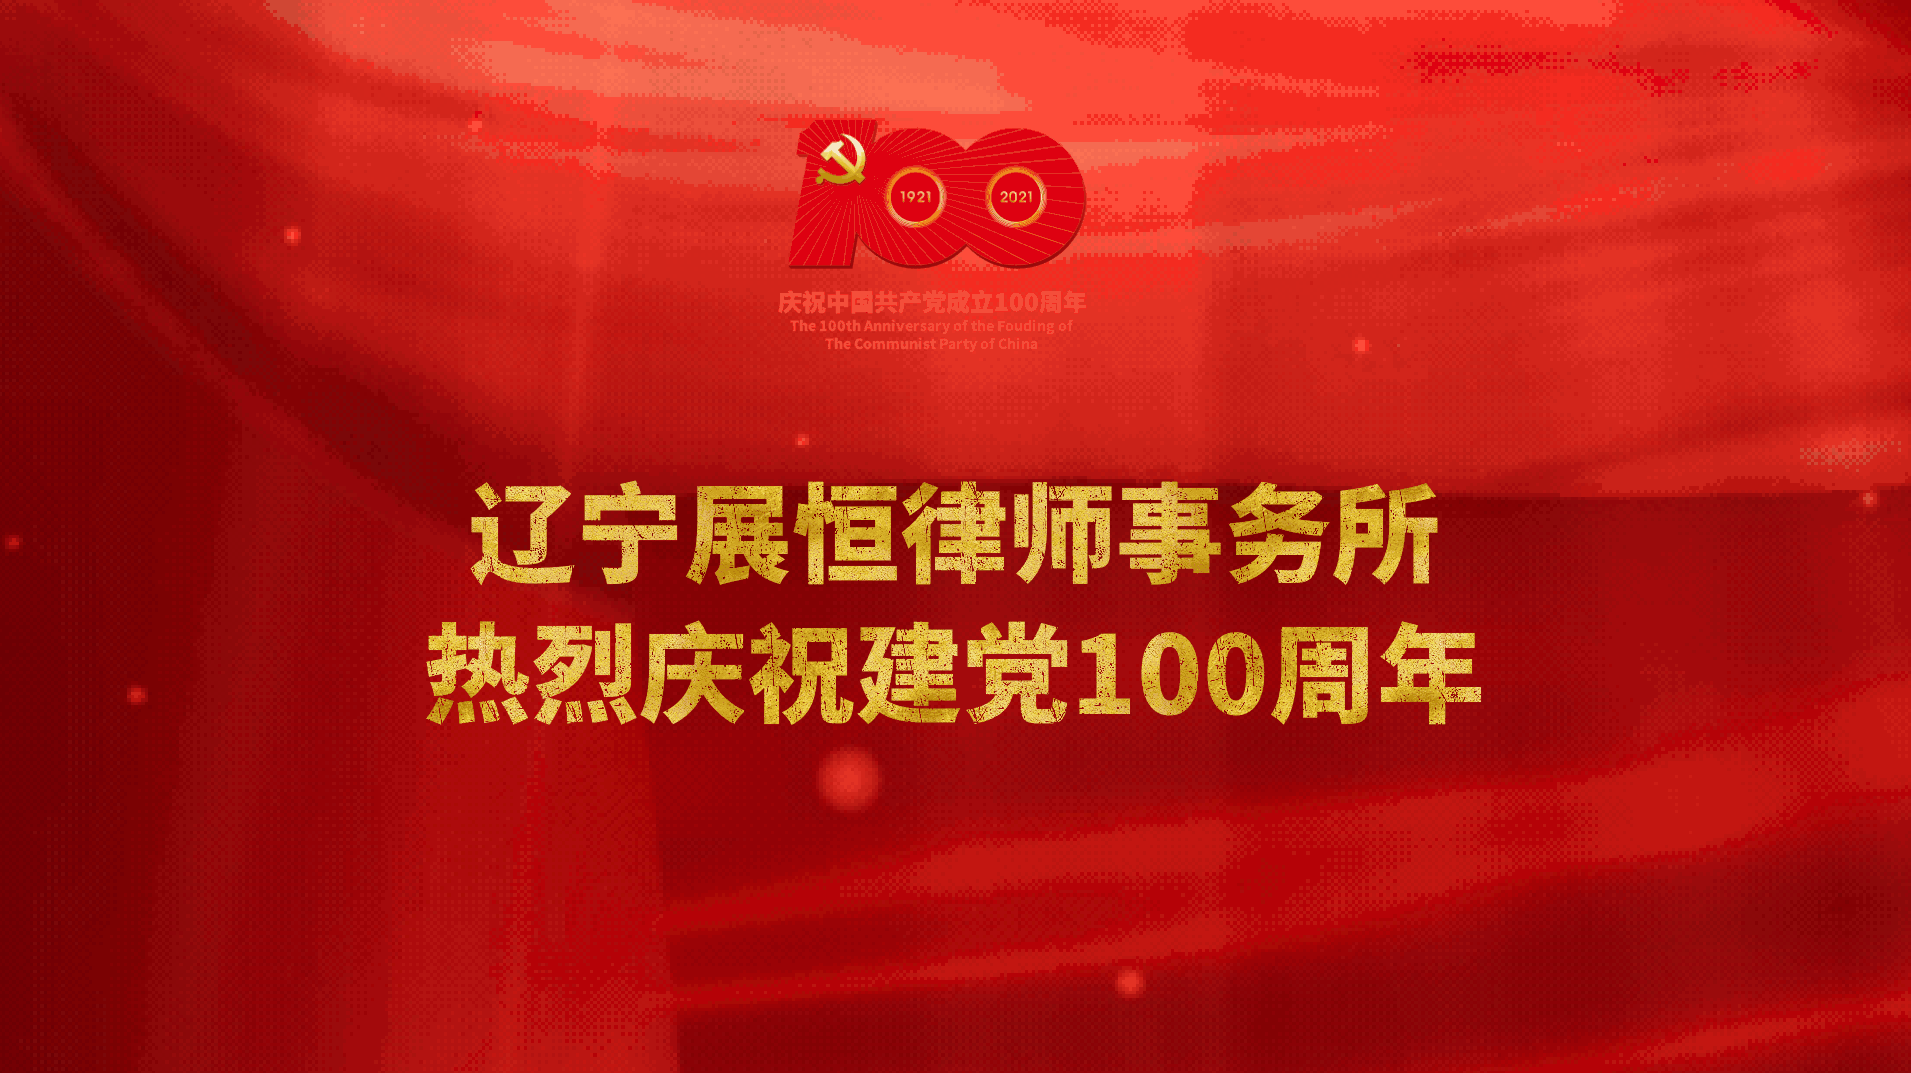 100
1921
2021
庆祝中国共产党成立100周年
The 100th Anniversary of the Fouding of
The Communist Party of China
辽宁展恒律师事务所
热烈庆祝建党100周年